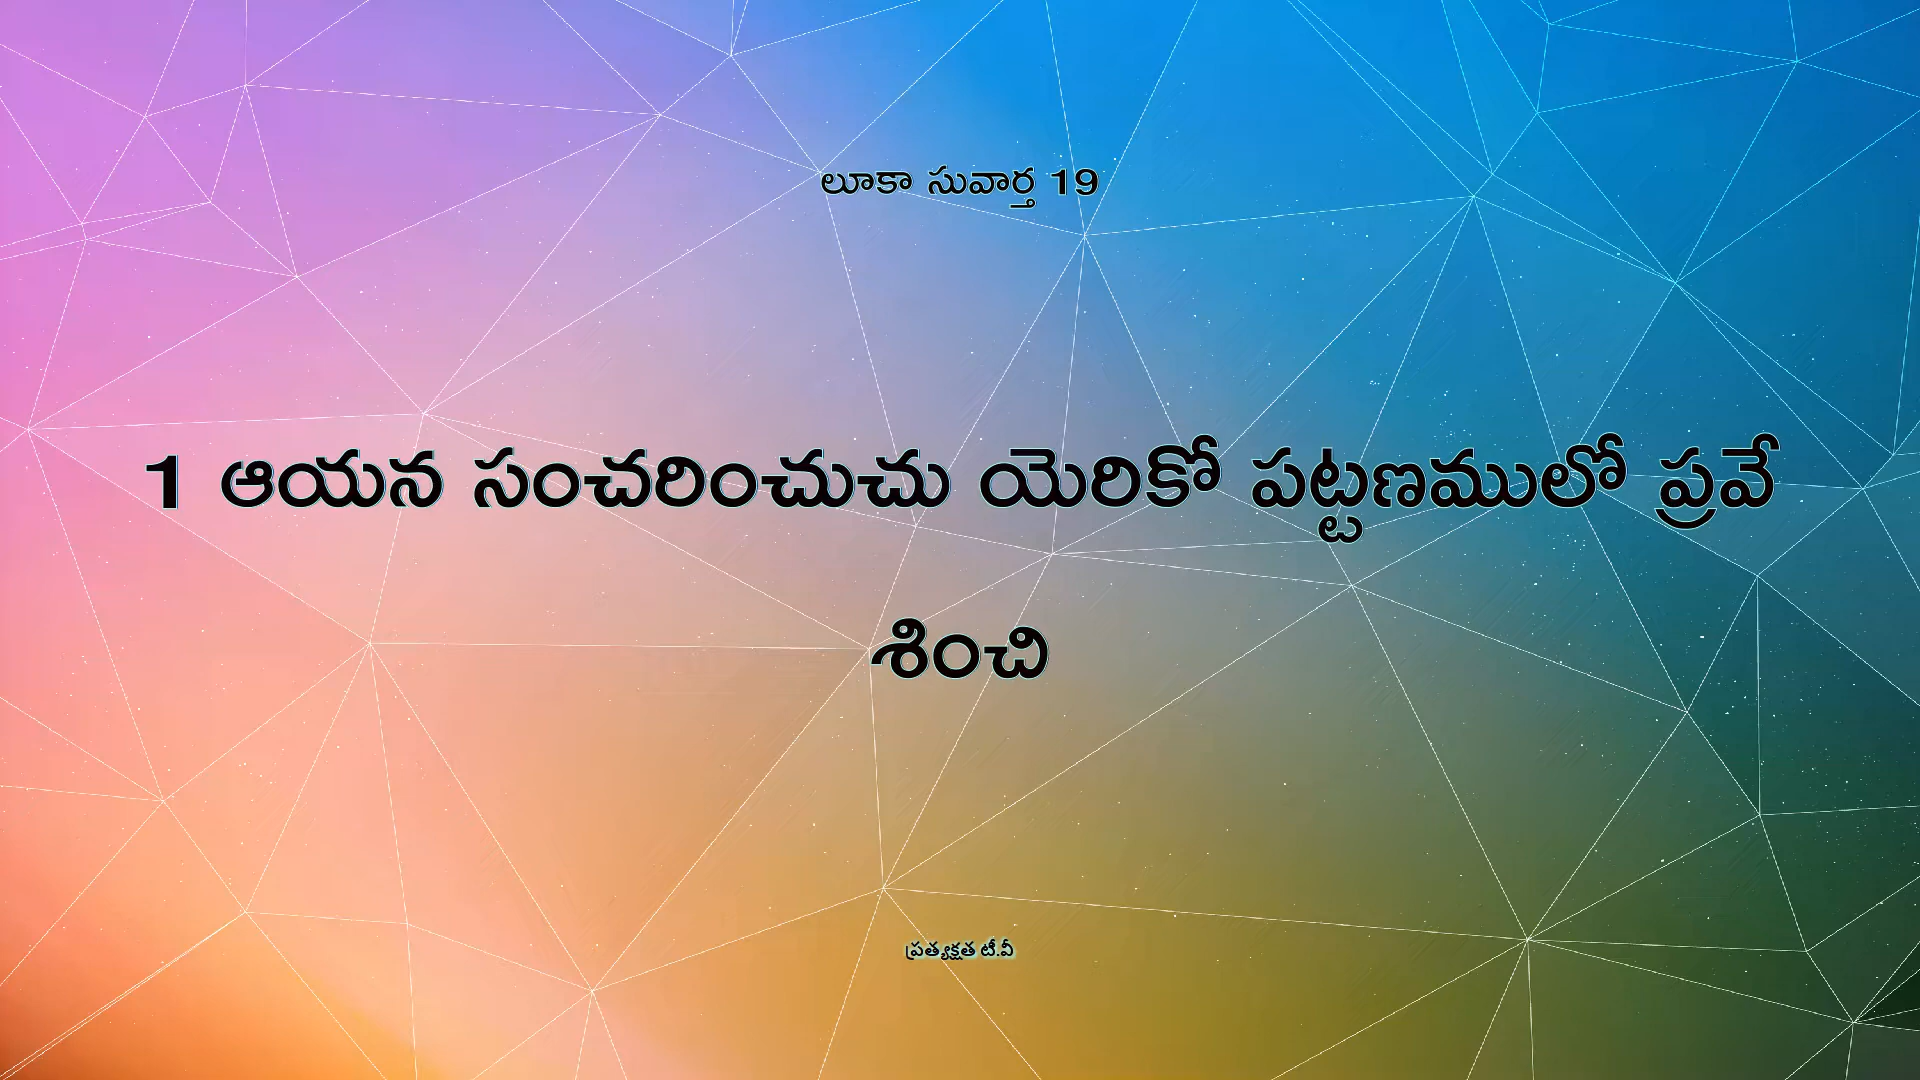 లూకా సువార్త 19
1 ఆయన సంచరించుచు యెరికో పట్టణములో ప్రవే
శించి
ప్రత్యక్షత టీ.వీ